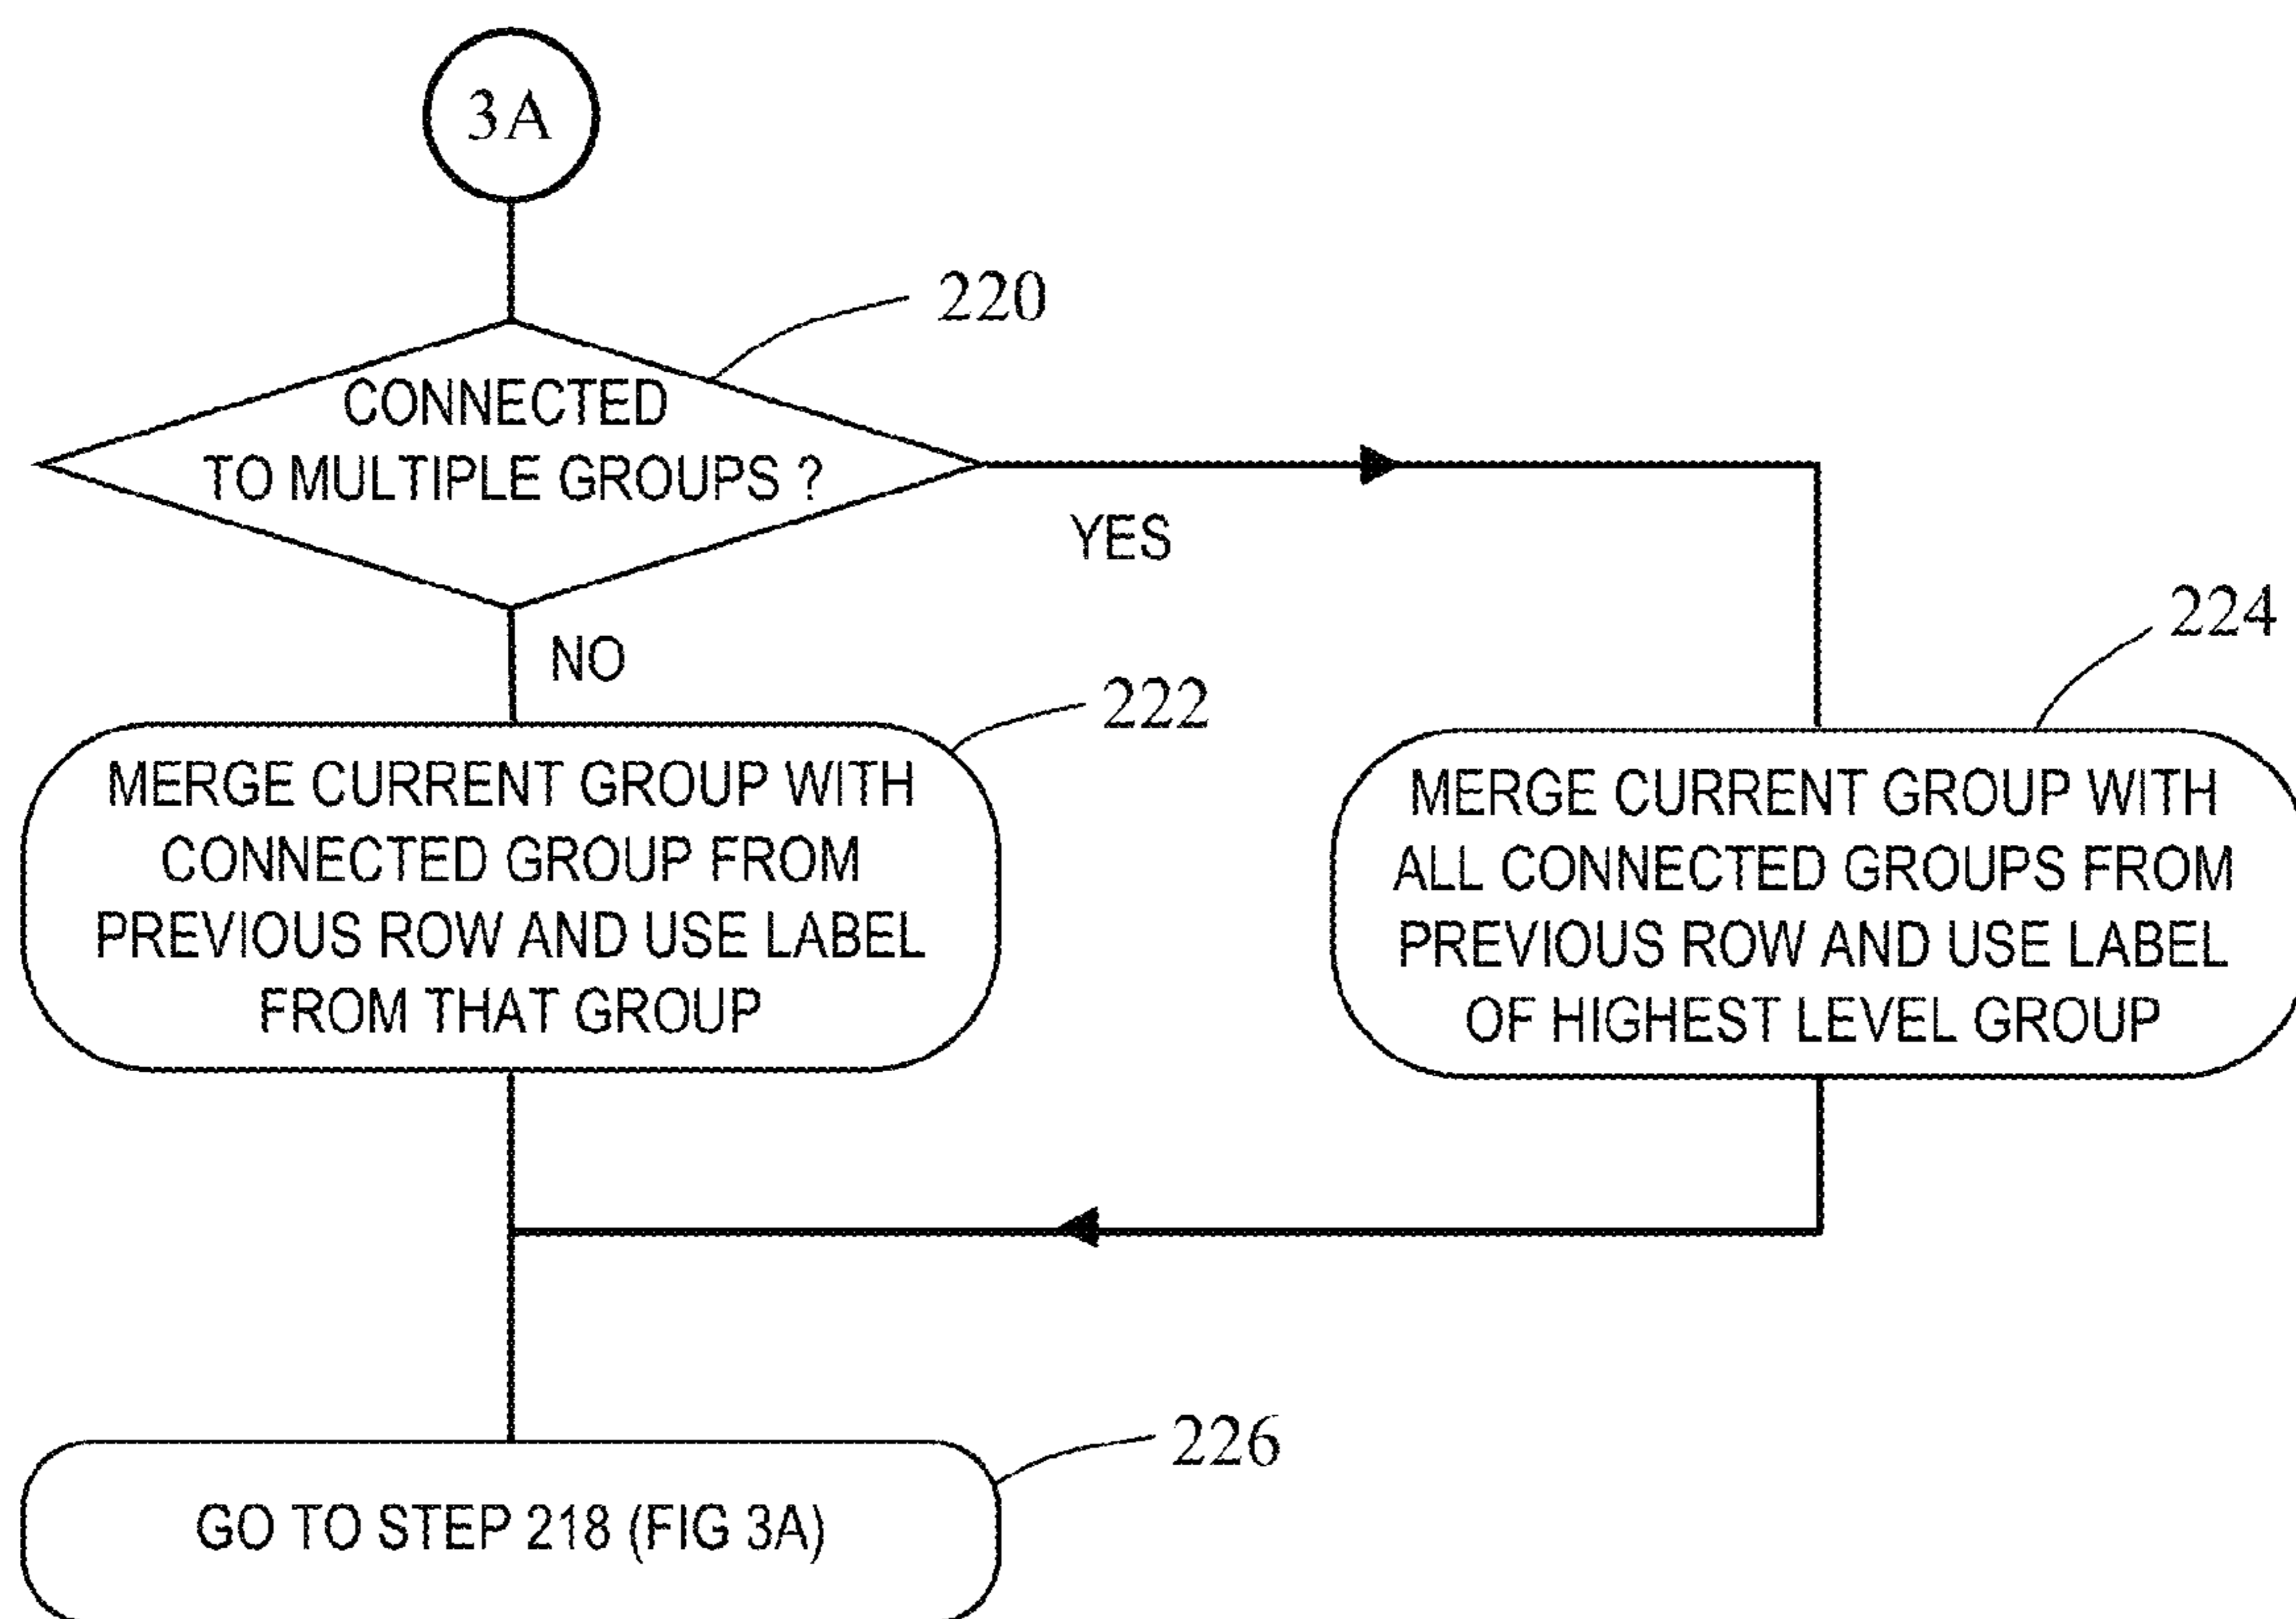 3A
220
CONNECTED
TO MULTIPLE GROUPS ?
YES
NO
224
222
MERGE CURRENT GROUP WITH
CONNECTED GROUP FROM
PREVIOUS ROW AND USE LABEL
FROM THAT GROUP
MERGE CURRENT GROUP WITH
ALL CONNECTED GROUPS FROM
PREVIOUS ROW AND USE LABEL
OF HIGHEST LEVEL GROUP
226
GO TO STEP 218 (FIG 3A)